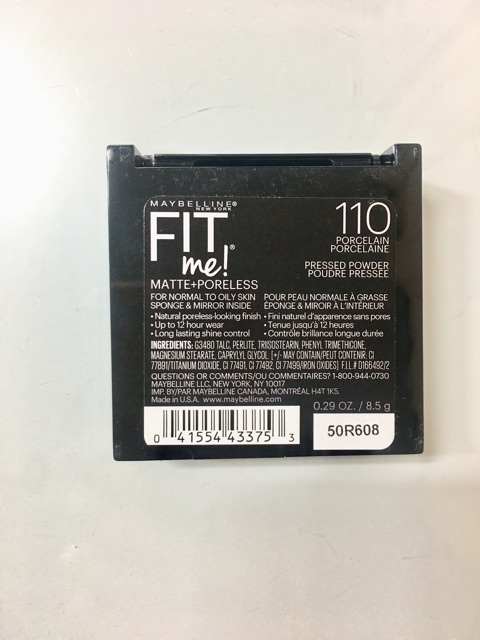 MAYBELLINE®
NEW YORK
FIT
me!®
MATTE+PORELESS
110
PORCELAIN
PORCELAINE
PRESSED POWDER
POUDRE PRESSÉE
FOR NORMAL TO OILY SKIN
SPONGE & MIRROR INSIDE
• Natural poreless-looking finish
• Up to 12 hour wear
• Long lasting shine control
POUR PEAU NORMALE À GRASSE
ÉPONGE & MIROIR À L'INTÉRIEUR
• Fini naturel d'apparence sans pores
• Tenue jusqu'à 12 heures
• Contrôle brillance longue durée
INGREDIENTS: G3480 TALC, PERLITE, TRIISOSTEARIN, PHENYL TRIMETHICONE,
MAGNESIUM STEARATE, CAPRYLYL GLYCOL [+/- MAY CONTAIN/PEUT CONTENIR: CI
77891/TITANIUM DIOXIDE, CI 77491, CI 77492, CI 77499/IRON OXIDES] F.I.L.# D166492/2
QUESTIONS OR COMMENTS/OU COMMENTAIRES? 1-800-944-0730
MAYBELLINE LLC, NEW YORK, NY 10017
IMP. BY/PAR MAYBELLINE CANADA, MONTRÉAL H4T 1K5.
Made in U.S.A. www.maybelline.com
0.29 OZ. / 8.5 g
0 41554 43375 3
50R608